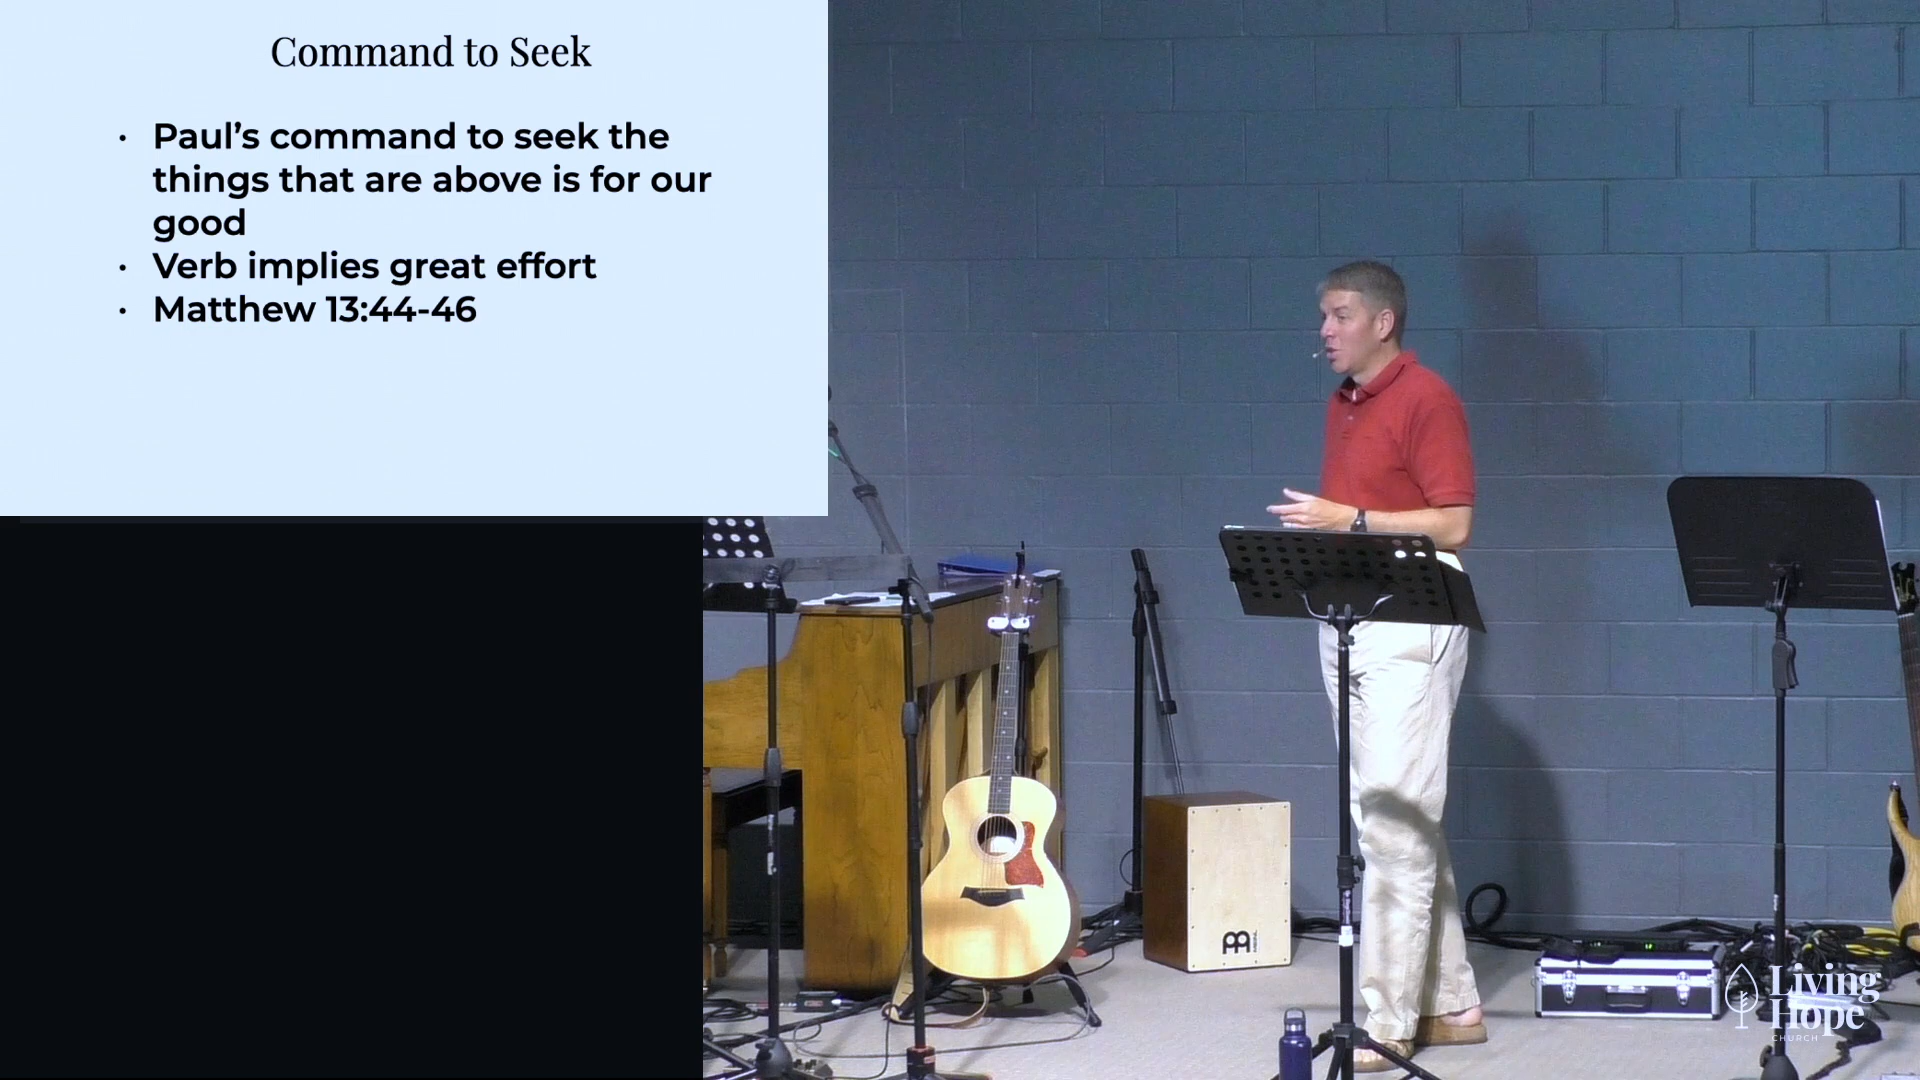 Command to Seek
• Paul’s command to seek the
things that are above is for our
good
• Verb implies great effort
• Matthew 13:44-46
Living
Hope
CHURCH